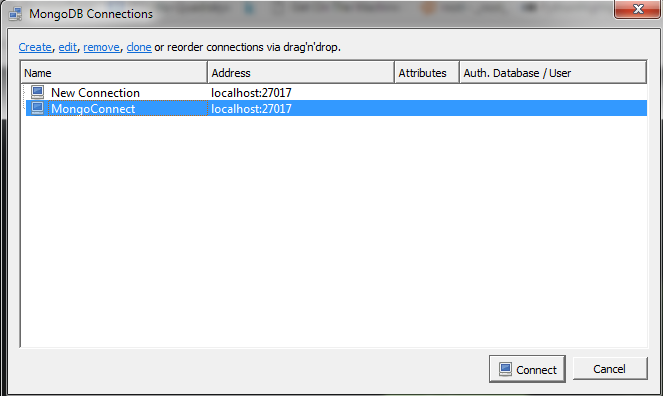 MongoDB Connections
Create, edit, remove, clone or reorder connections via drag'n'drop.
Name Address Attributes Auth. Database / User
New Connection localhost:27017
MongoConnect localhost:27017
Connect Cancel